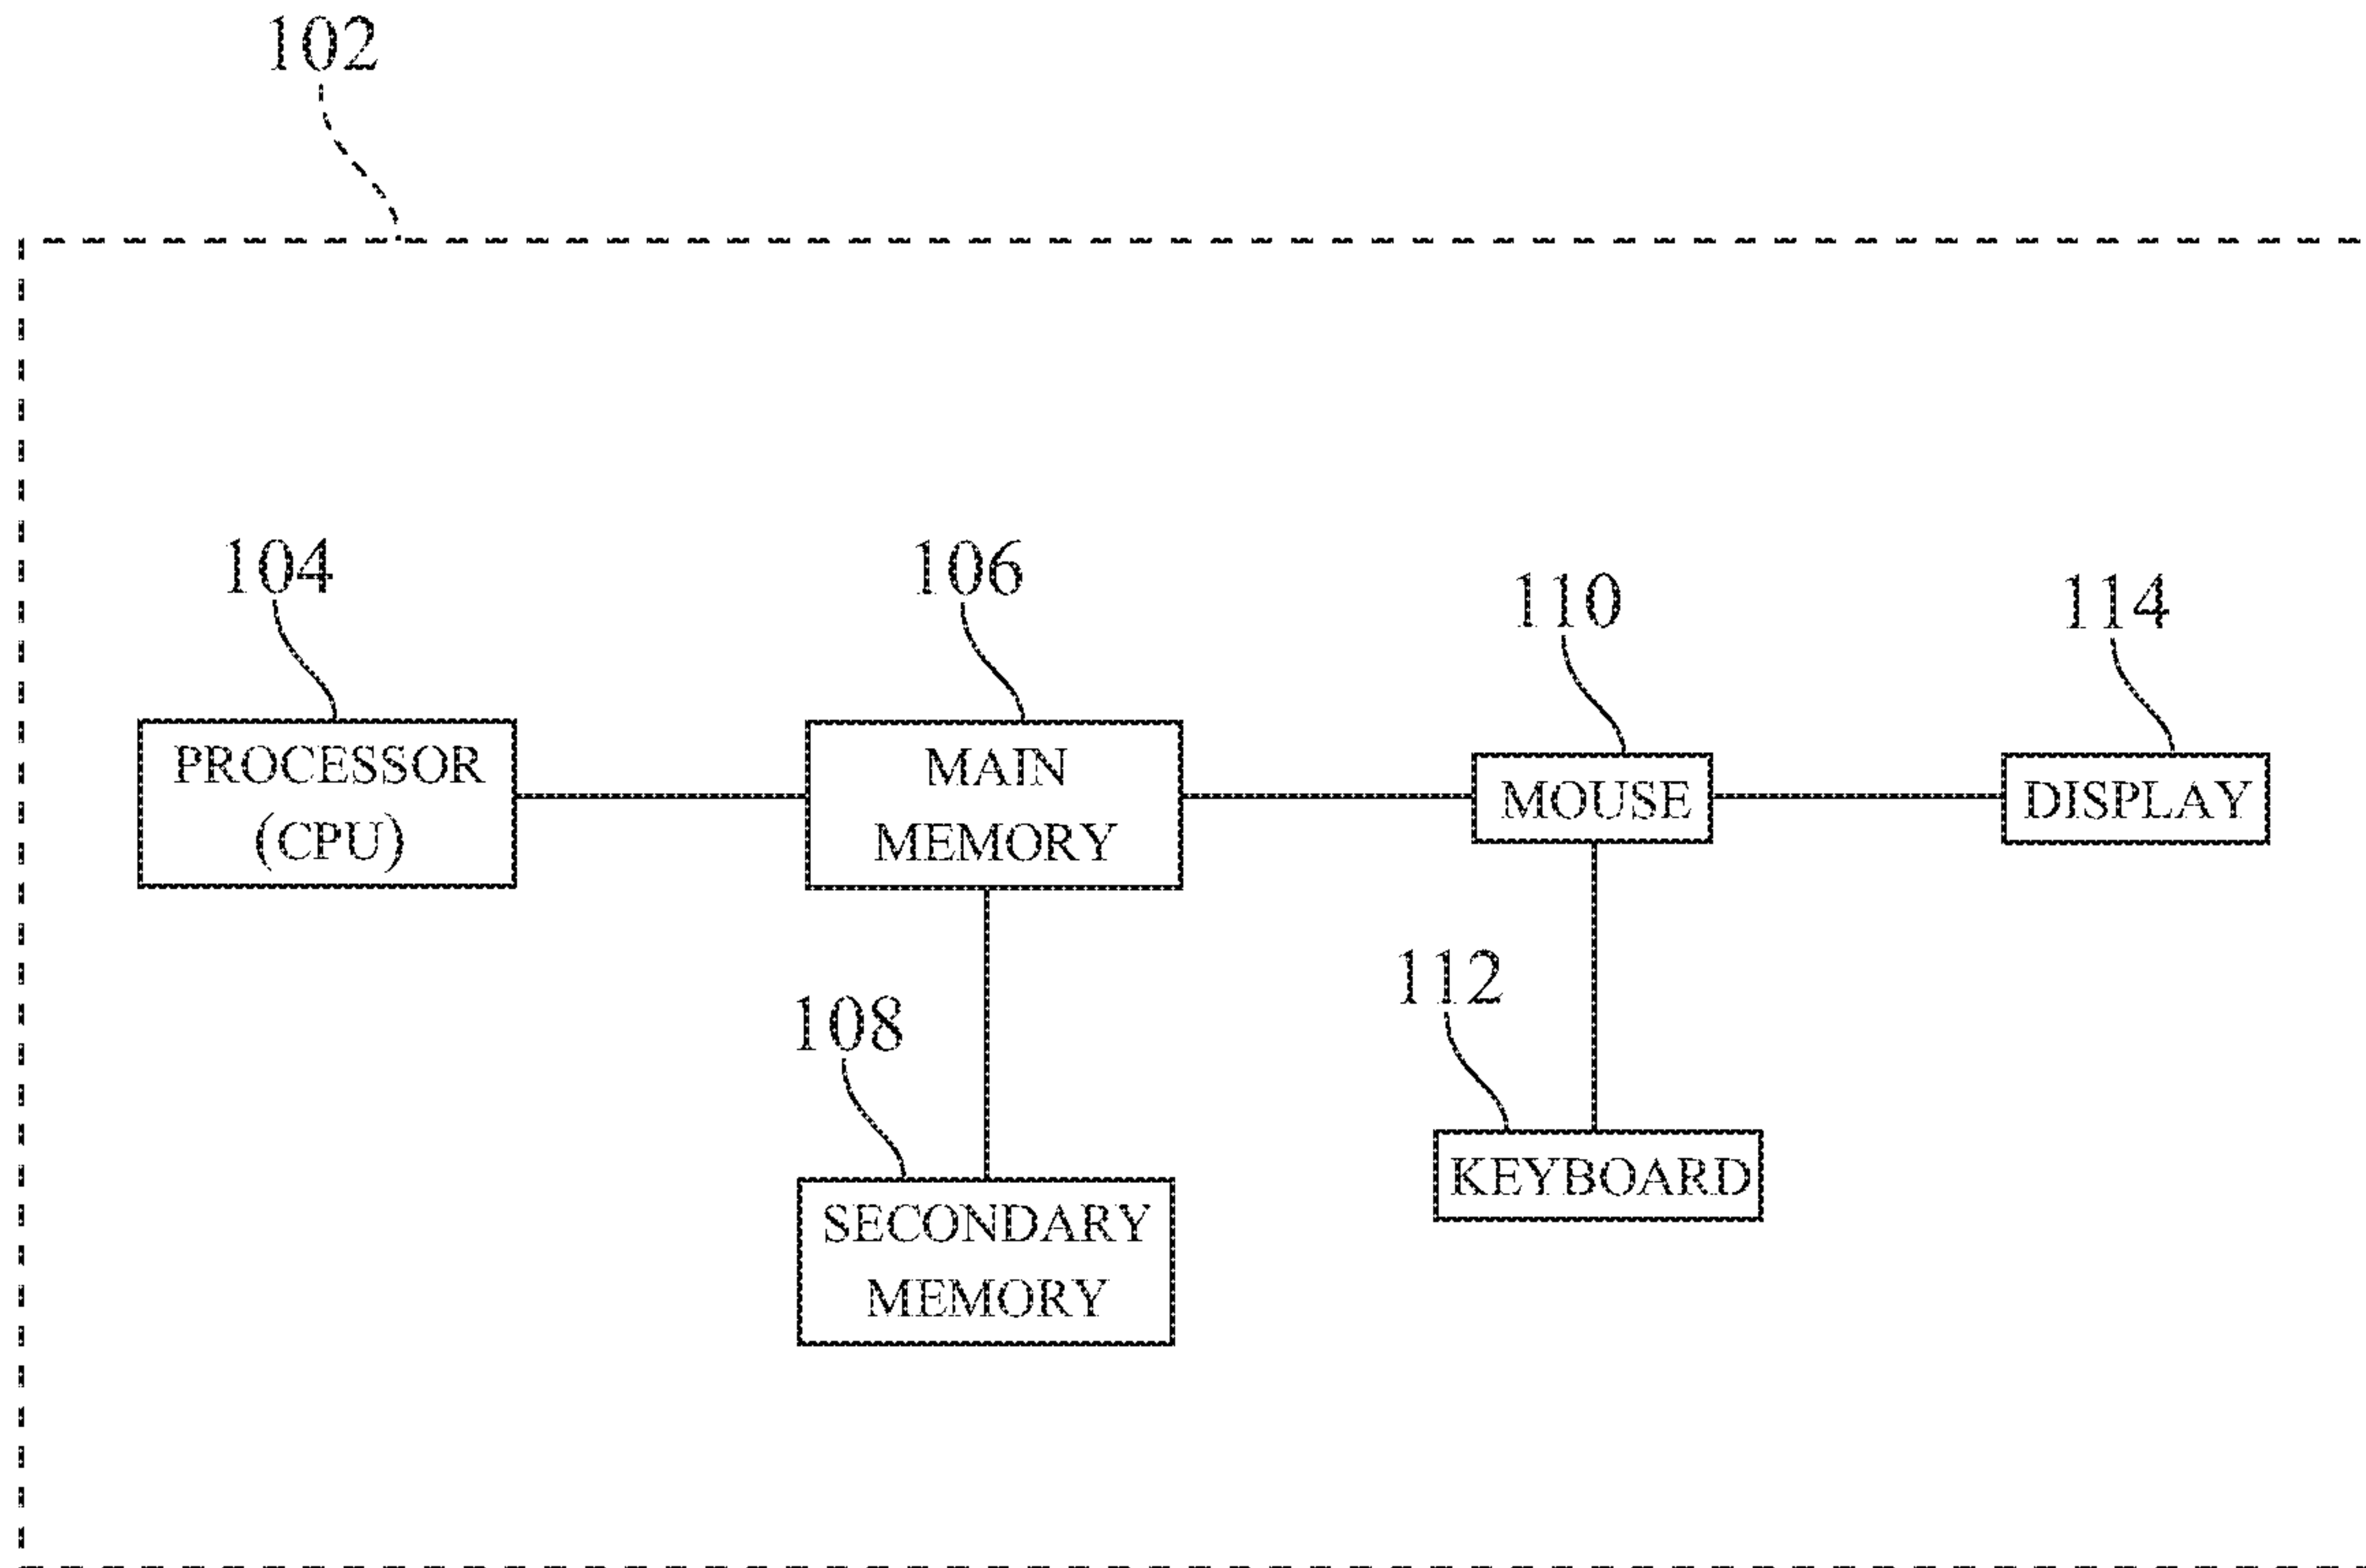 102
104
106
110
114
PROCESSOR
(CPU)
MAIN
MEMORY
MOUSE
DISPLAY
108
112
SECONDARY
MEMORY
KEYBOARD